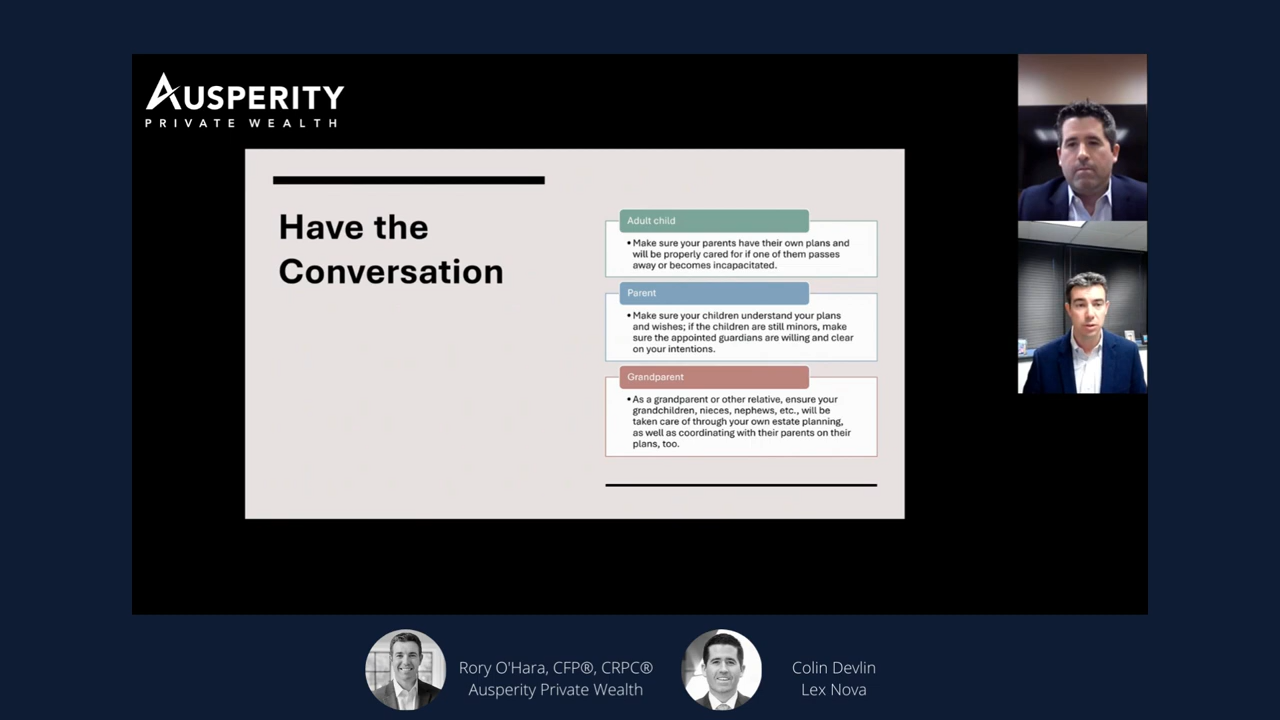 AUSPERITY
PRIVATE WEALTH
Have the
Conversation
Adult child
• Make sure your parents have their own plans and
will be properly cared for if one of them passes
away or becomes incapacitated.
Parent
• Make sure your children understand your plans
and wishes; if the children are still minors, make
sure the appointed guardians are willing and clear
on your intentions.
Grandparent
• As a grandparent or other relative, ensure your
grandchildren, nieces, nephews, etc., will be
taken care of through your own estate planning,
as well as coordinating with their parents on their
plans, too.
Rory O'Hara, CFP®, CRPC®
Ausperity Private Wealth
Colin Devlin
Lex Nova